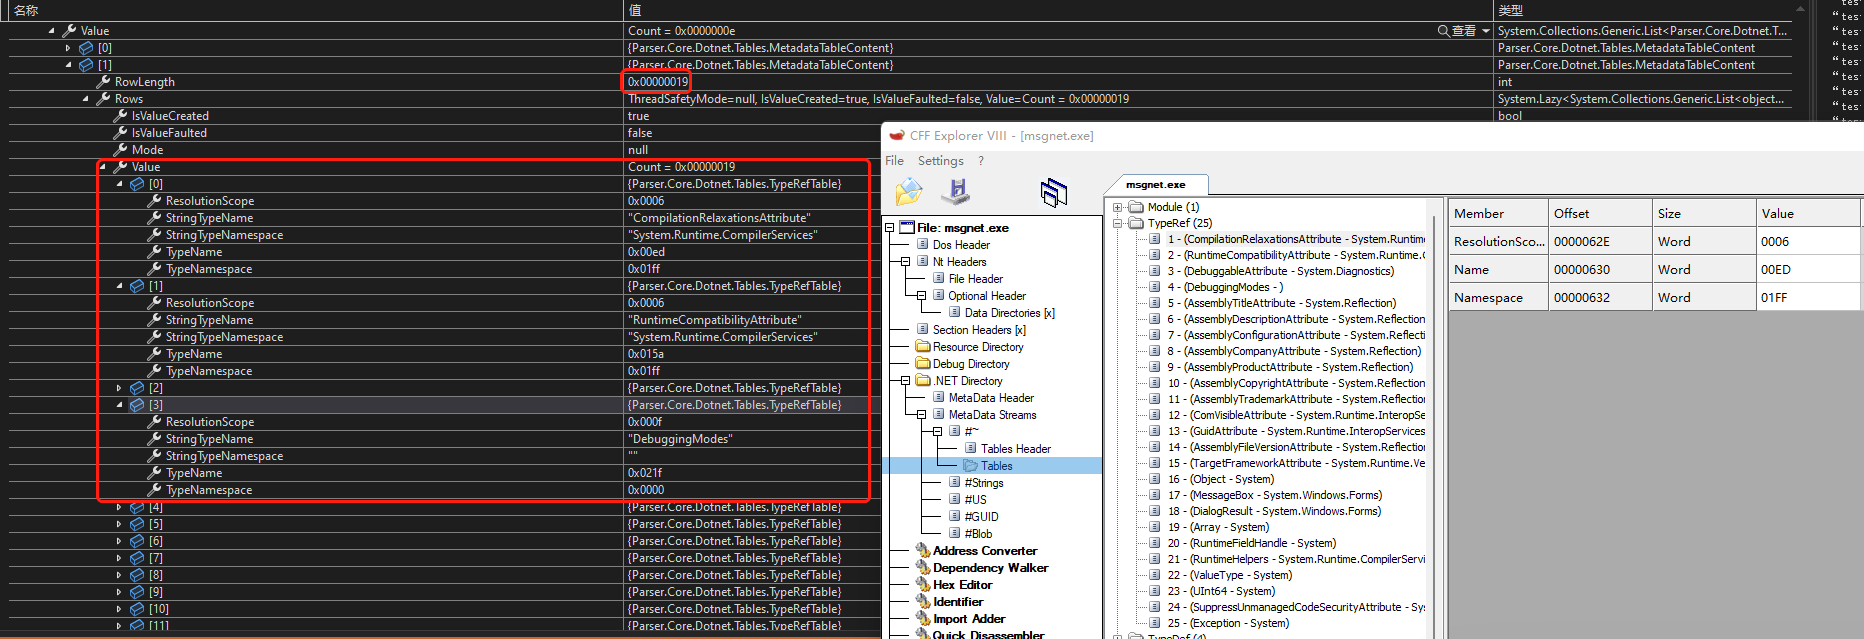 名称 值 类型
Value Count = 0x0000000e 查看 System.Collections.Generic.List<Parser.Core.Dotnet.T...
[0] {Parser.Core.Dotnet.Tables.MetadataTableContent} Parser.Core.Dotnet.Tables.MetadataTableContent
[1] {Parser.Core.Dotnet.Tables.MetadataTableContent} Parser.Core.Dotnet.Tables.MetadataTableContent
RowLength 0x00000019 int
Rows ThreadSafetyMode=null, IsValueCreated=true, IsValueFaulted=false, Value=Count = 0x00000019 System.Lazy<System.Collections.Generic.List<object...
IsValueCreated true bool
IsValueFaulted false
Mode null
Value Count = 0x00000019
[0] {Parser.Core.Dotnet.Tables.TypeRefTable}
ResolutionScope 0x0006
StringTypeName "CompilationRelaxationsAttribute"
StringTypeNamespace "System.Runtime.CompilerServices"
TypeName 0x00ed
TypeNamespace 0x01ff
[1] {Parser.Core.Dotnet.Tables.TypeRefTable}
ResolutionScope 0x0006
StringTypeName "RuntimeCompatibilityAttribute"
StringTypeNamespace "System.Runtime.CompilerServices"
TypeName 0x015a
TypeNamespace 0x01ff
[2] {Parser.Core.Dotnet.Tables.TypeRefTable}
[3] {Parser.Core.Dotnet.Tables.TypeRefTable}
ResolutionScope 0x000f
StringTypeName "DebuggingModes"
StringTypeNamespace ""
TypeName 0x021f
TypeNamespace 0x0000
[4] {Parser.Core.Dotnet.Tables.TypeRefTable}
[5] {Parser.Core.Dotnet.Tables.TypeRefTable}
[6] {Parser.Core.Dotnet.Tables.TypeRefTable}
[7] {Parser.Core.Dotnet.Tables.TypeRefTable}
[8] {Parser.Core.Dotnet.Tables.TypeRefTable}
[9] {Parser.Core.Dotnet.Tables.TypeRefTable}
[10] {Parser.Core.Dotnet.Tables.TypeRefTable}
[11] {Parser.Core.Dotnet.Tables.TypeRefTable}
"tes
"tes
"tes
"tes
"tes
"tes
"tes
CFF Explorer VIII - [msgnet.exe]
File Settings ?
File: msgnet.exe
Dos Header
Nt Headers
File Header
Optional Header
Data Directories [x]
Section Headers [x]
Resource Directory
Debug Directory
.NET Directory
MetaData Header
MetaData Streams
#~
Tables Header
Tables
#Strings
#US
#GUID
#Blob
Address Converter
Dependency Walker
Hex Editor
Identifier
Import Adder
Quick Disassembler
msgnet.exe
Module (1)
TypeRef (25)
1 - (CompilationRelaxationsAttribute - System.Runtime
2 - (RuntimeCompatibilityAttribute - System.Runtime.C
3 - (DebuggableAttribute - System.Diagnostics)
4 - (DebuggingModes - )
5 - (AssemblyTitleAttribute - System.Reflection)
6 - (AssemblyDescriptionAttribute - System.Reflection
7 - (AssemblyConfigurationAttribute - System.Reflecti
8 - (AssemblyCompanyAttribute - System.Reflection)
9 - (AssemblyProductAttribute - System.Reflection)
10 - (AssemblyCopyrightAttribute - System.Reflection
11 - (AssemblyTrademarkAttribute - System.Reflection
12 - (ComVisibleAttribute - System.Runtime.InteropSe
13 - (GuidAttribute - System.Runtime.InteropServices
14 - (AssemblyFileVersionAttribute - System.Reflection
15 - (TargetFrameworkAttribute - System.Runtime.Ve
16 - (Object - System)
17 - (MessageBox - System.Windows.Forms)
18 - (DialogResult - System.Windows.Forms)
19 - (Array - System)
20 - (RuntimeFieldHandle - System)
21 - (RuntimeHelpers - System.Runtime.CompilerServi
22 - (ValueType - System)
23 - (UInt64 - System)
24 - (SuppressUnmanagedCodeSecurityAttribute - Sys
25 - (Exception - System)
TypeDef (4)
Member Offset Size Value
ResolutionSco... 0000062E Word 0006
Name 00000630 Word 00ED
Namespace 00000632 Word 01FF